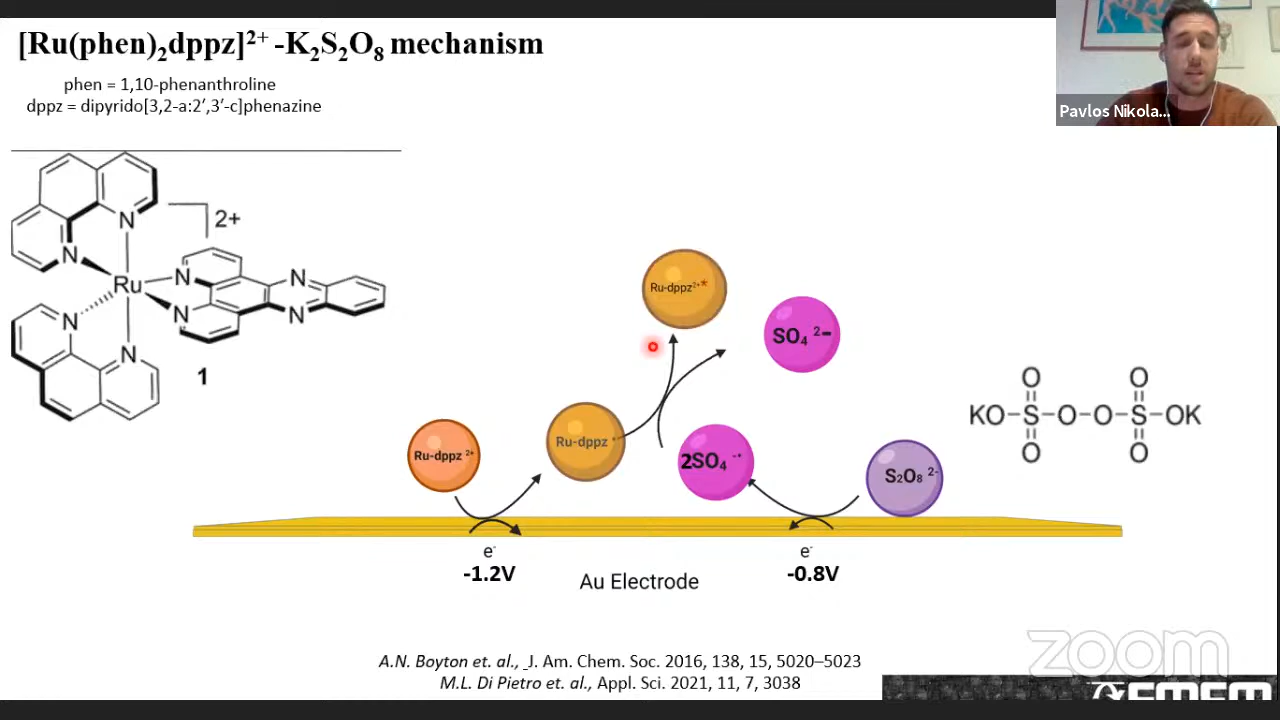 [Ru(phen)₂dppz]²⁺ -K₂S₂O₈ mechanism
phen = 1,10-phenanthroline
dppz = dipyrido[3,2-a:2′,3′-c]phenazine
Pavlos Nikola...
2+
N
N
Ru
N
N
N
N
N
N
1
Ru-dppz²⁺*
SO₄ ²⁻
Ru-dppz ²⁺
Ru-dppz ⁺
2SO₄ ⁻·
S₂O₈ ²⁻
O O
KO-S-O-O-S-OK
O O
e⁻
-1.2V
e⁻
-0.8V
Au Electrode
A.N. Boyton et. al., _J. Am. Chem. Soc. 2016, 138, 15, 5020–5023
M.L. Di Pietro et. al., Appl. Sci. 2021, 11, 7, 3038
zoom